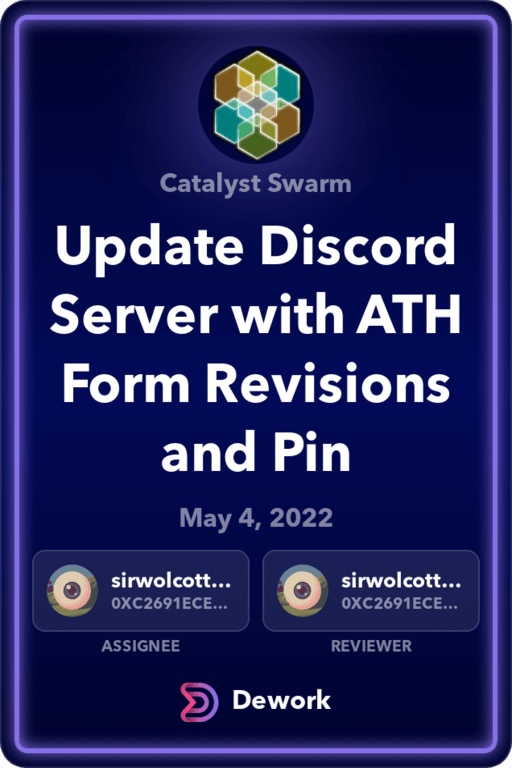 Catalyst Swarm
Update Discord
Server with ATH
Form Revisions
and Pin
May 4, 2022
sirwolcott...
0XC2691ECE...
ASSIGNEE
sirwolcott...
0XC2691ECE...
REVIEWER
Dework